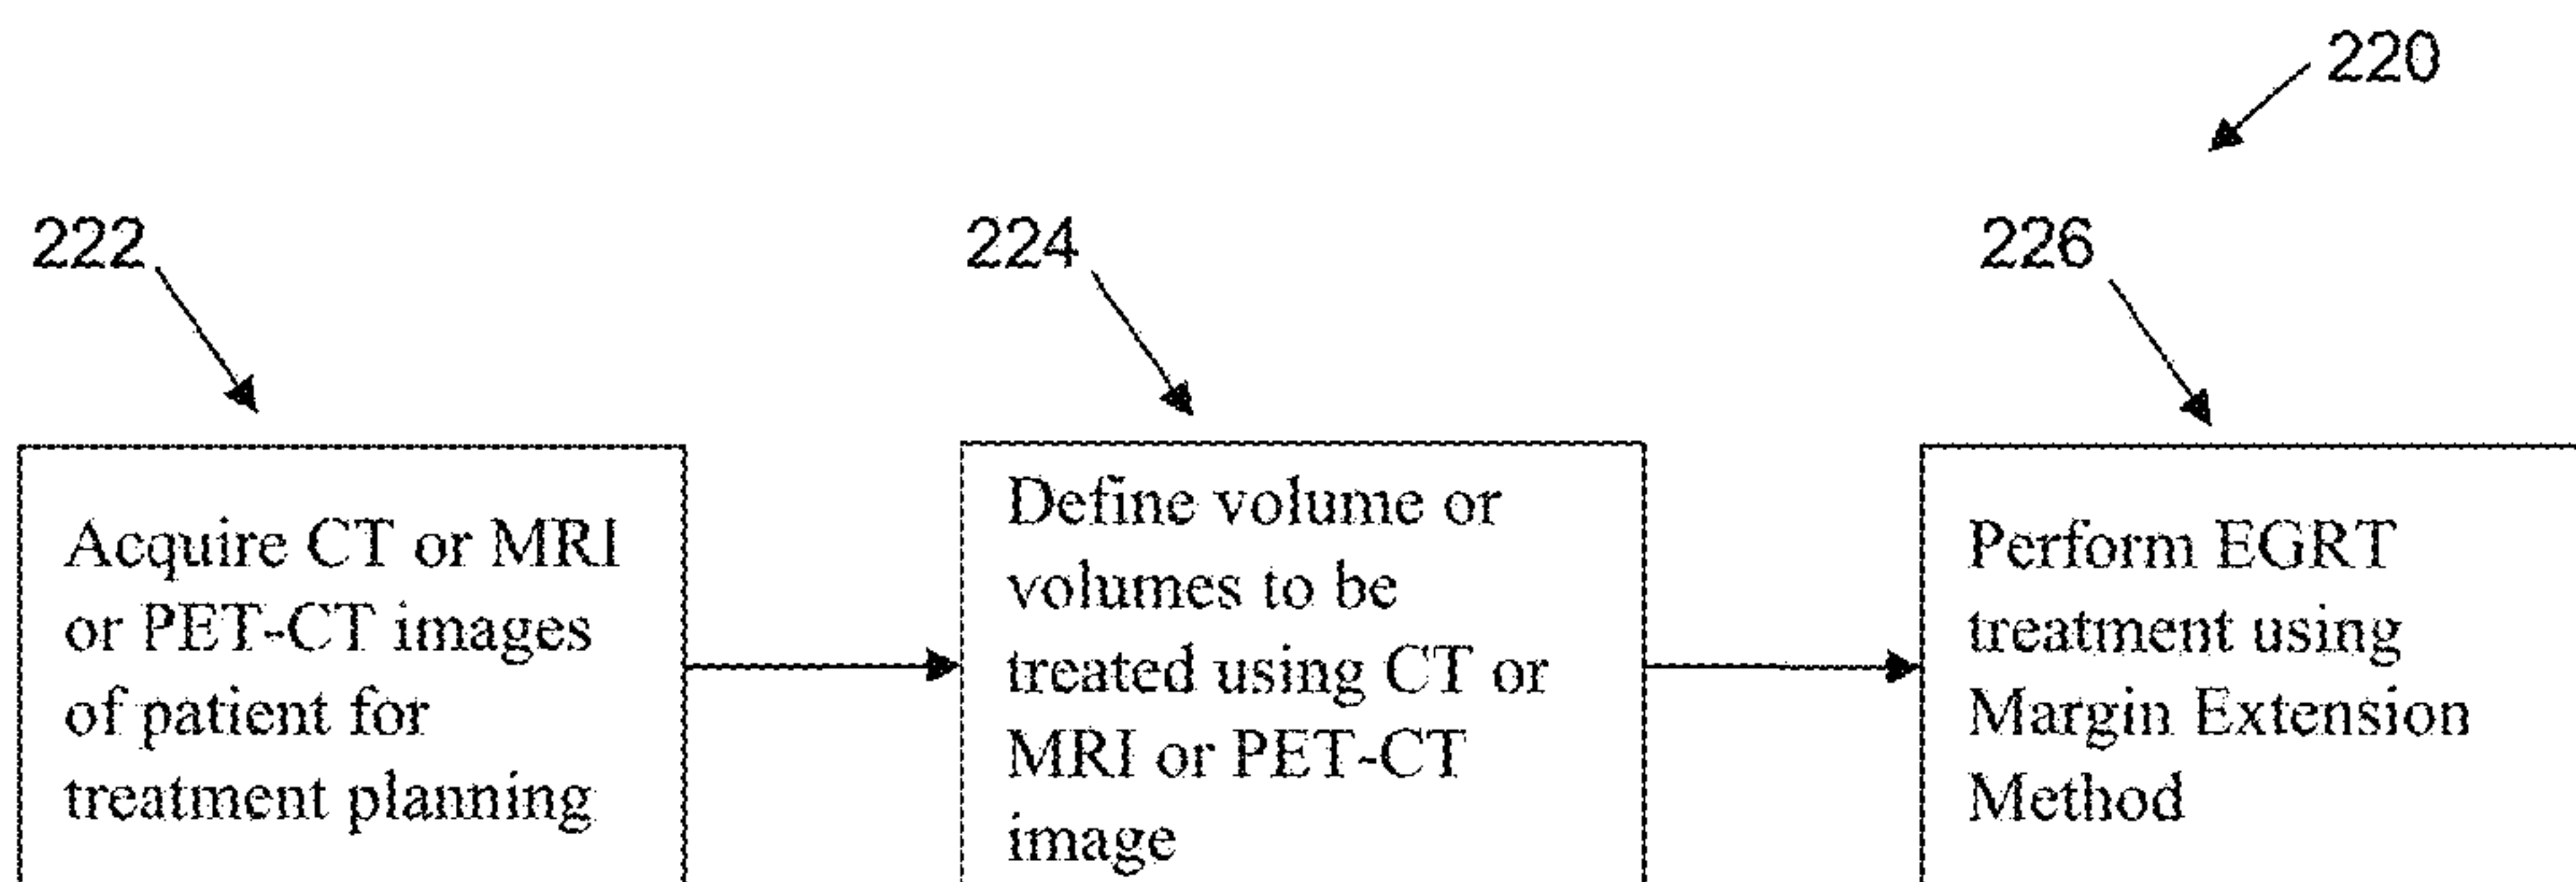 220
222
224
226
Acquire CT or MRI
or PET-CT images
of patient for
treatment planning
Define volume or
volumes to be
treated using CT or
MRI or PET-CT
image
Perform EGRT
treatment using
Margin Extension
Method